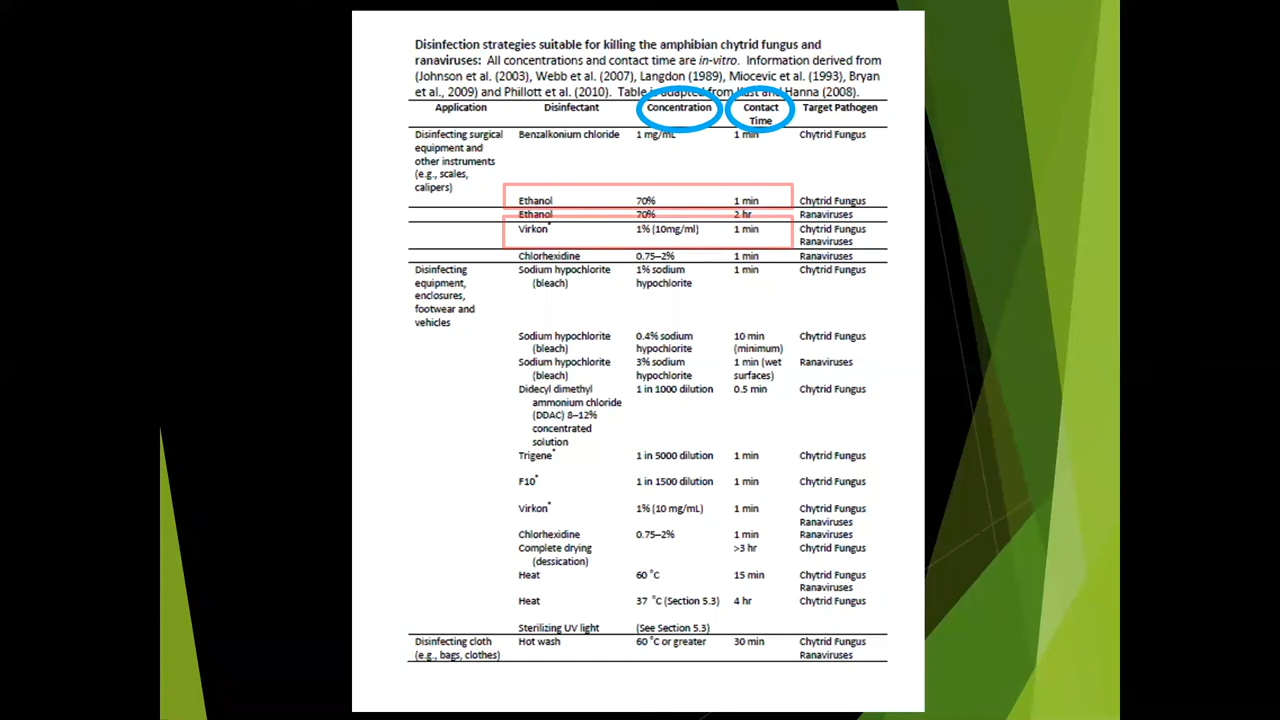 Disinfection strategies suitable for killing the amphibian chytrid fungus and
ranaviruses: All concentrations and contact time are in-vitro. Information derived from
(Johnson et al. (2003), Webb et al. (2007), Langdon (1989), Miocevic et al. (1993), Bryan
et al., 2009) and Phillott et al. (2010). Table is adapted from and Hanna (2008).
Application Disinfectant Concentration Contact Time Target Pathogen
Disinfecting surgical Benzalkonium chloride 1 mg/mL 1 min Chytrid Fungus
equipment and
other instruments
(e.g., scales,
calipers)
Ethanol 70% 1 min Chytrid Fungus
Ethanol 70% 2 hr Ranaviruses
Virkon* 1% (10mg/ml) 1 min Chytrid Fungus
Ranaviruses
Chlorhexidine 0.75–2% 1 min Ranaviruses
Disinfecting Sodium hypochlorite 1% sodium 1 min Chytrid Fungus
equipment, (bleach) hypochlorite
enclosures,
footwear and
vehicles
Sodium hypochlorite 0.4% sodium 10 min Chytrid Fungus
(bleach) hypochlorite (minimum)
Sodium hypochlorite 3% sodium 1 min (wet Ranaviruses
(bleach) hypochlorite surfaces)
Didecyl dimethyl 1 in 1000 dilution 0.5 min Chytrid Fungus
ammonium chloride
(DDAC) 8–12%
concentrated
solution
Trigene* 1 in 5000 dilution 1 min Chytrid Fungus
F10* 1 in 1500 dilution 1 min Chytrid Fungus
Virkon* 1% (10 mg/mL) 1 min Chytrid Fungus
Ranaviruses
Chlorhexidine 0.75–2% 1 min Ranaviruses
Complete drying >3 hr Chytrid Fungus
(dessication)
Heat 60 °C 15 min Chytrid Fungus
Ranaviruses
Heat 37 °C (Section 5.3) 4 hr Chytrid Fungus
Sterilizing UV light (See Section 5.3)
Disinfecting cloth Hot wash 60 °C or greater 30 min Chytrid Fungus
(e.g., bags, clothes) Ranaviruses